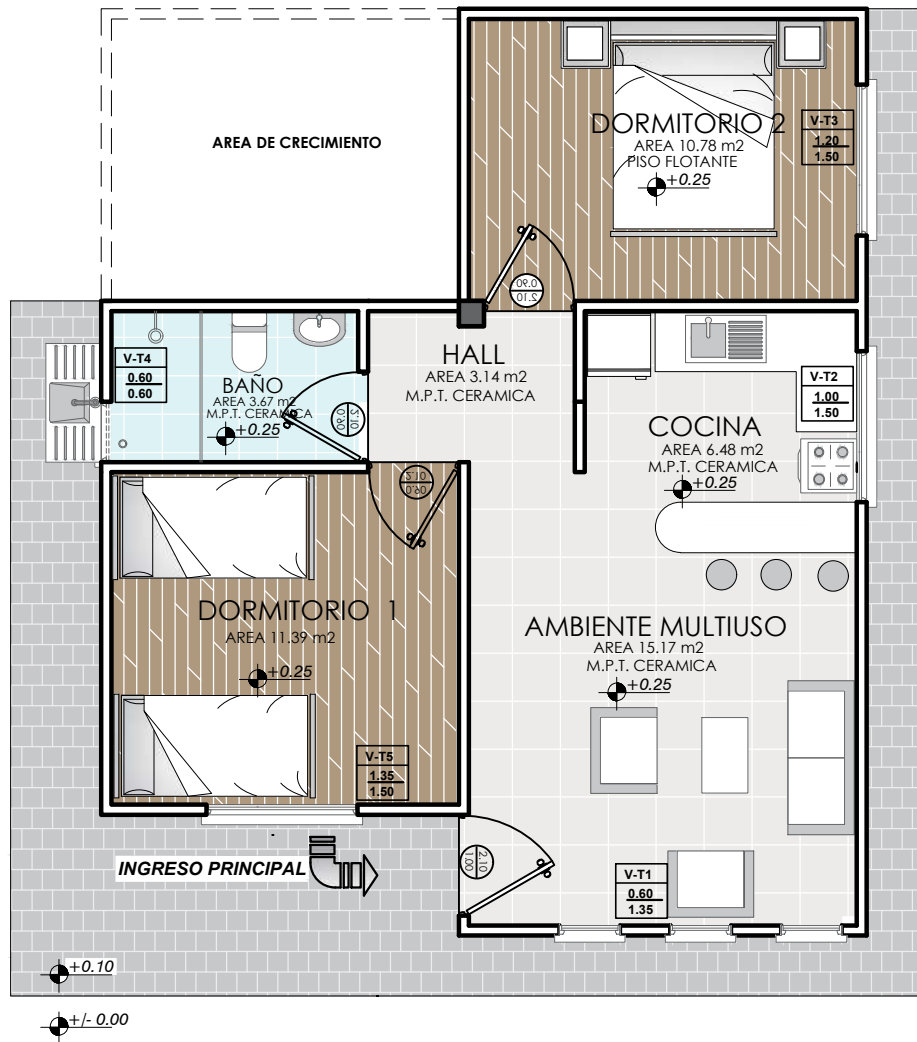 AREA DE CRECIMIENTO
DORMITORIO 2
AREA 10.78 m2
PISO FLOTANTE
+0.25
V-T3
1.20
1.50
0.90
2.10
V-T4
0.60
0.60
BAÑO
AREA 3.67 m2
M.P.T. CERAMICA
+0.25
2.10
0.90
HALL
AREA 3.14 m2
M.P.T. CERAMICA
V-T2
1.00
1.50
COCINA
AREA 6.48 m2
M.P.T. CERAMICA
+0.25
2.10
0.90
DORMITORIO 1
AREA 11.39 m2
+0.25
V-T5
1.35
1.50
AMBIENTE MULTIUSO
AREA 15.17 m2
M.P.T. CERAMICA
+0.25
INGRESO PRINCIPAL
2.10
1.00
V-T1
0.60
1.35
+0.10
+/- 0.00